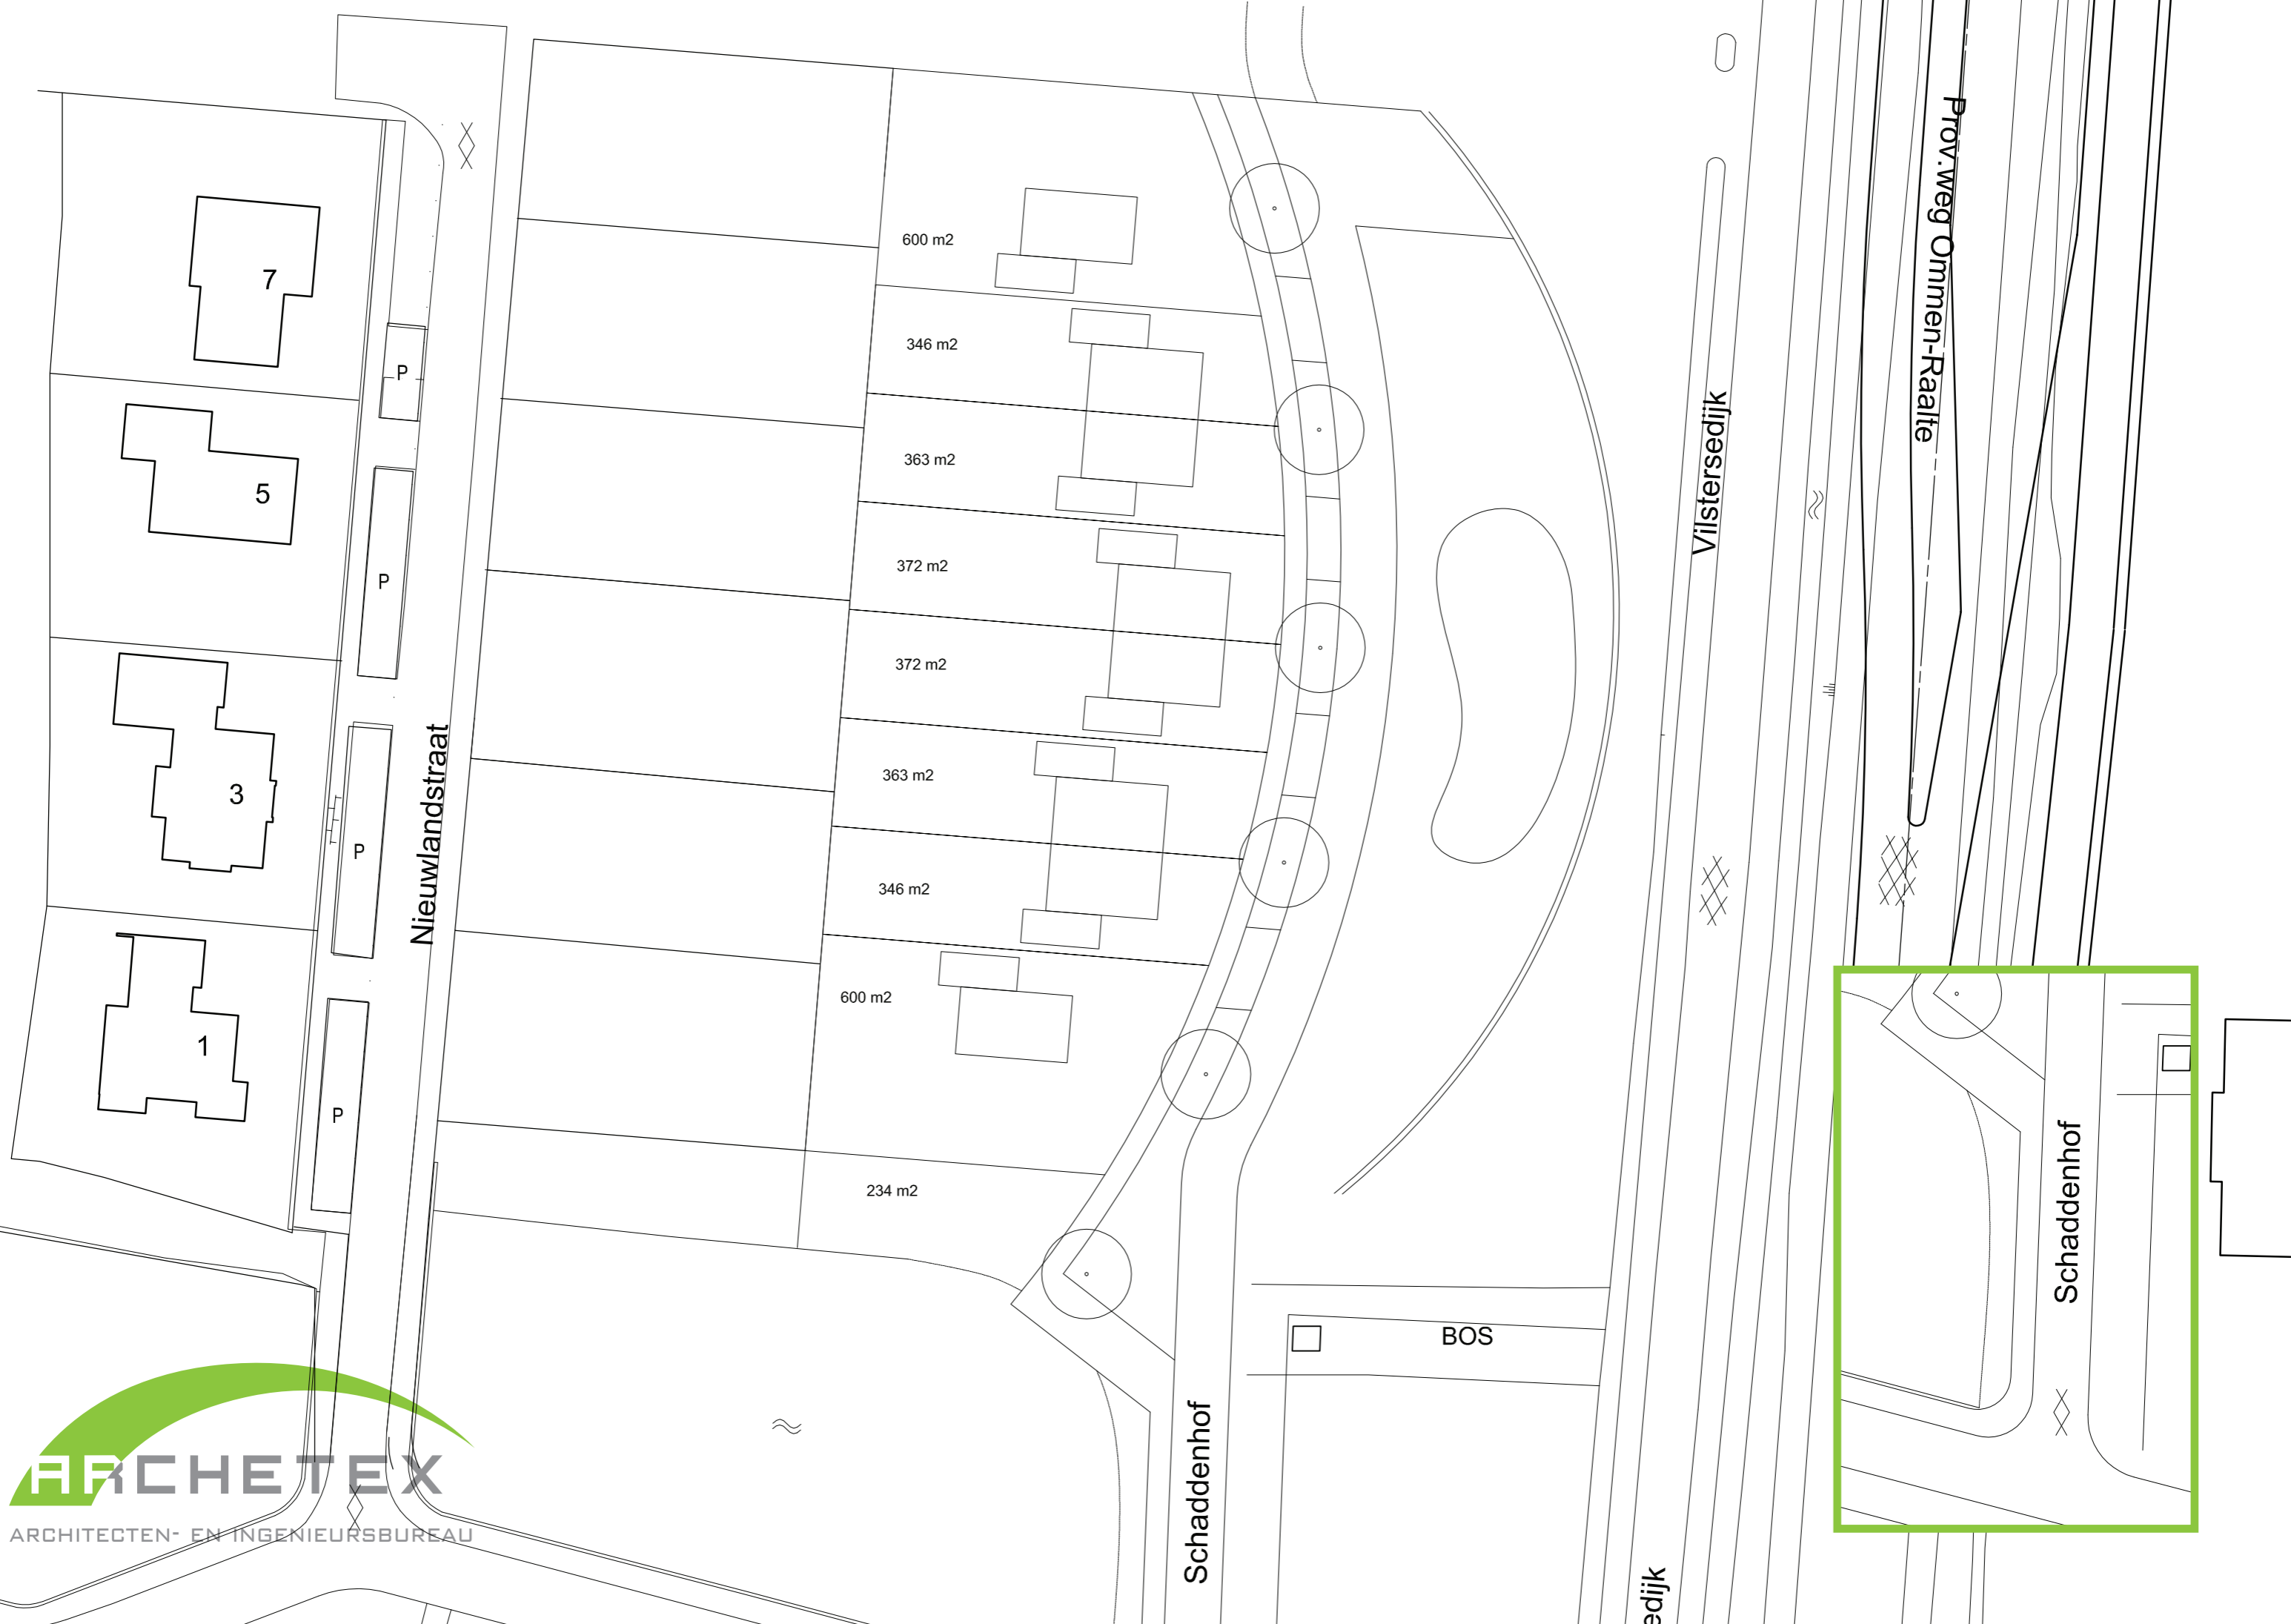 Prov.weg Ommen-Raalte
600 m2
7
346 m2
P
Vilstersedijk
363 m2
5
372 m2
P
372 m2
Nieuwlandstraat
363 m2
3
P
346 m2
600 m2
1
P
Schaddenhof
234 m2
BOS
Schaddenhof
ARCHETEX
ARCHITECTEN- EN INGENIEURSBUREAU
edijk